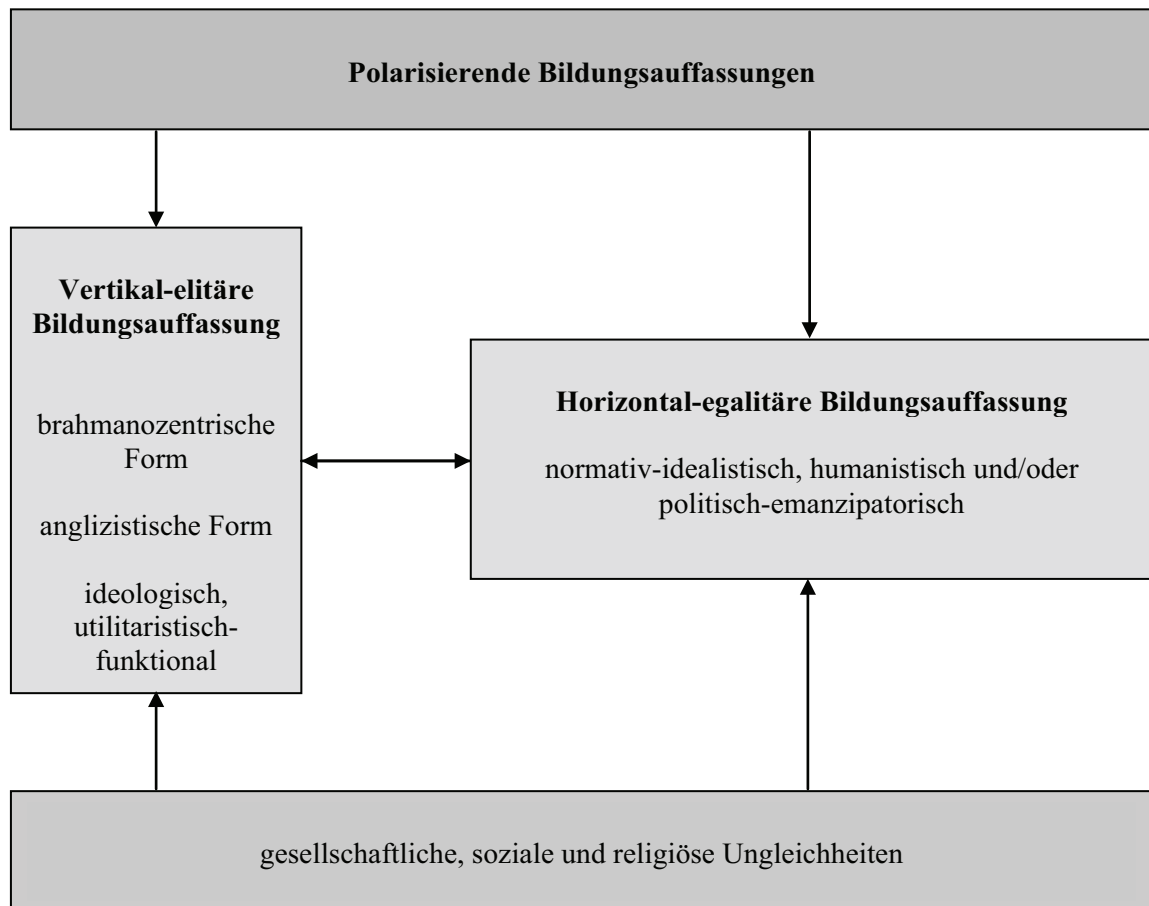 Polarisierende Bildungsauffassungen
Vertikal-elitäre
Bildungsauffassung
brahmanozentrische
Form
anglizistische Form
ideologisch,
utilitaristisch-
funktional
Horizontal-egalitäre Bildungsauffassung
normativ-idealistisch, humanistisch und/oder
politisch-emanzipatorisch
gesellschaftliche, soziale und religiöse Ungleichheiten